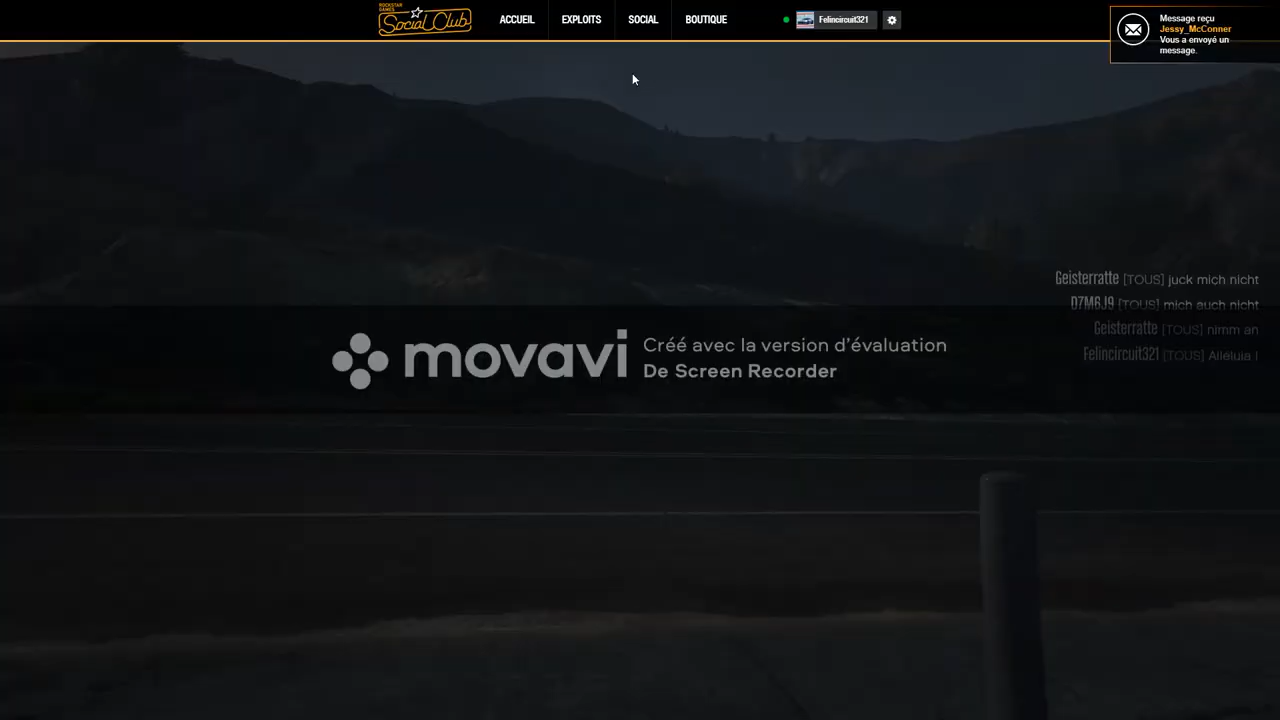 ROCKSTAR
GAMES
Social Club
ACCUEIL
EXPLOITS
SOCIAL
BOUTIQUE
Felincircuit321
Message reçu
Jessy_McConner
Vous a envoyé un
message.
Geisterratte [TOUS] juck mich nicht
D7M6J9 [TOUS] mich auch nicht
Geisterratte [TOUS] nimm an
Felincircuit321 [TOUS] Alléluia !
movavi
Créé avec la version d'évaluation
De Screen Recorder